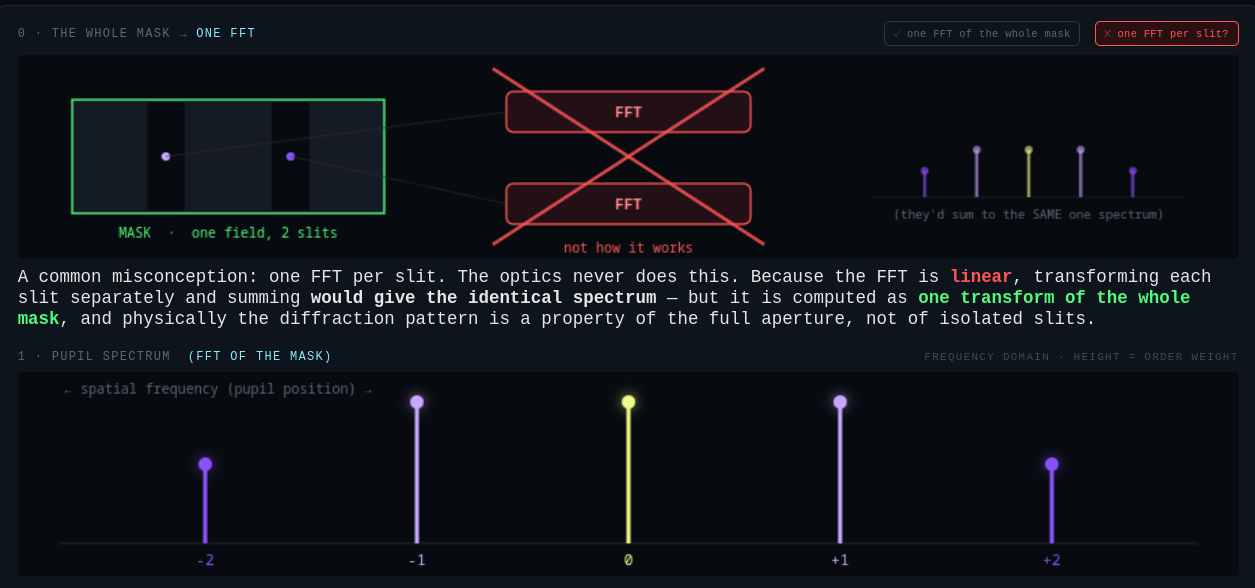 0 · THE WHOLE MASK → ONE FFT
✓ one FFT of the whole mask
X one FFT per slit?
FFT
FFT
(they'd sum to the SAME one spectrum)
MASK · one field, 2 slits
not how it works
A common misconception: one FFT per slit. The optics never does this. Because the FFT is linear, transforming each
slit separately and summing would give the identical spectrum — but it is computed as one transform of the whole
mask, and physically the diffraction pattern is a property of the full aperture, not of isolated slits.
1 · PUPIL SPECTRUM (FFT OF THE MASK)
FREQUENCY DOMAIN · HEIGHT = ORDER WEIGHT
← spatial frequency (pupil position) →
-2 -1 0 +1 +2